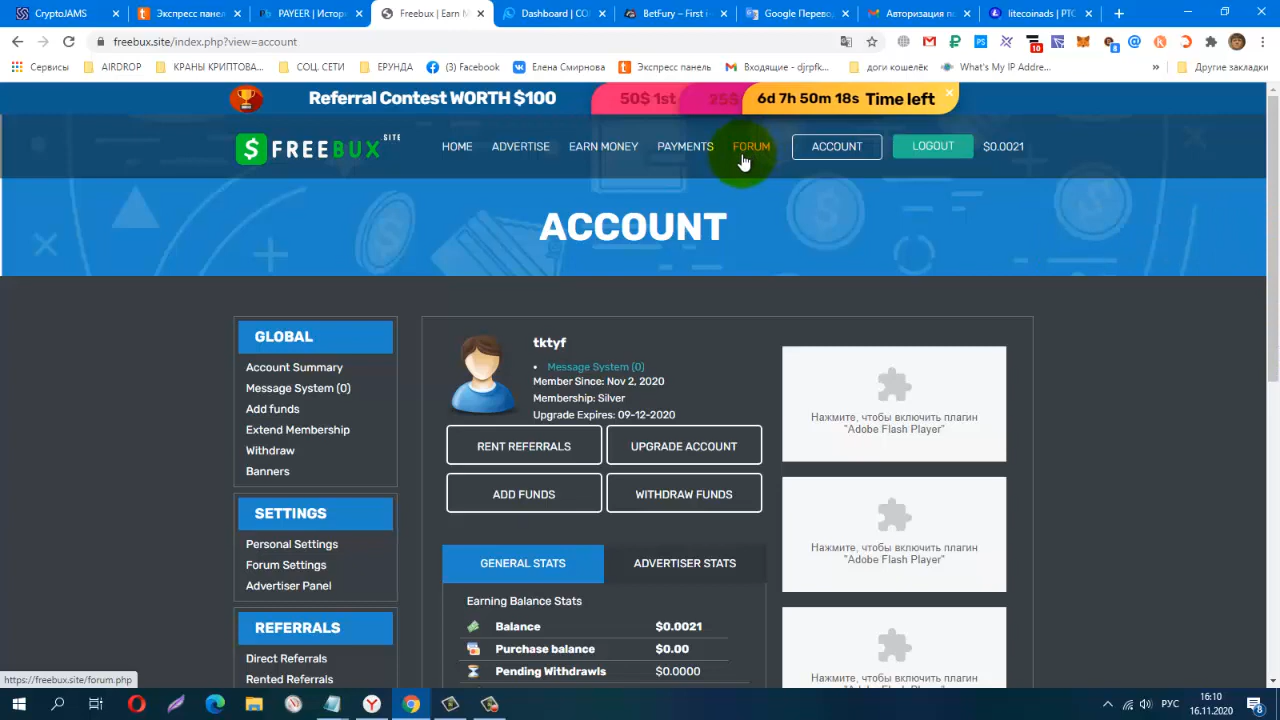 CryptoJAMS
Экспресс панел
PAYEER | Истори
Freebux | Earn M
Dashboard | CO
BetFury – First i
Google Перево
Авторизация по
litecoinads | PTC
freebux.site/index.php?view=account
10
8
Сервисы
AIRDROP
КРАНЫ КРИПТОВА...
СОЦ. СЕТИ
ЕРУНДА
(3) Facebook
Елена Смирнова
Экспресс панель
Входящие - djrpfk...
доги кошелёк
What's My IP Addre...
»
Другие закладки
Referral Contest WORTH $100
50$ 1st
25$
6d 7h 50m 18s Time left
FREEBUX SITE
HOME
ADVERTISE
EARN MONEY
PAYMENTS
FORUM
ACCOUNT
LOGOUT
$0.0021
ACCOUNT
GLOBAL
Account Summary
Message System (0)
Add funds
Extend Membership
Withdraw
Banners
SETTINGS
Personal Settings
Forum Settings
Advertiser Panel
REFERRALS
Direct Referrals
Rented Referrals
tktyf
• Message System (0)
Member Since: Nov 2, 2020
Membership: Silver
Upgrade Expires: 09-12-2020
RENT REFERRALS
UPGRADE ACCOUNT
ADD FUNDS
WITHDRAW FUNDS
GENERAL STATS
ADVERTISER STATS
Earning Balance Stats
Balance $0.0021
Purchase balance $0.00
Pending Withdrawls $0.0000
Нажмите, чтобы включить плагин
"Adobe Flash Player"
Нажмите, чтобы включить плагин
"Adobe Flash Player"
Нажмите, чтобы включить плагин
"Adobe Flash Player"
https://freebux.site/forum.php
РУС
16:10
16.11.2020
8